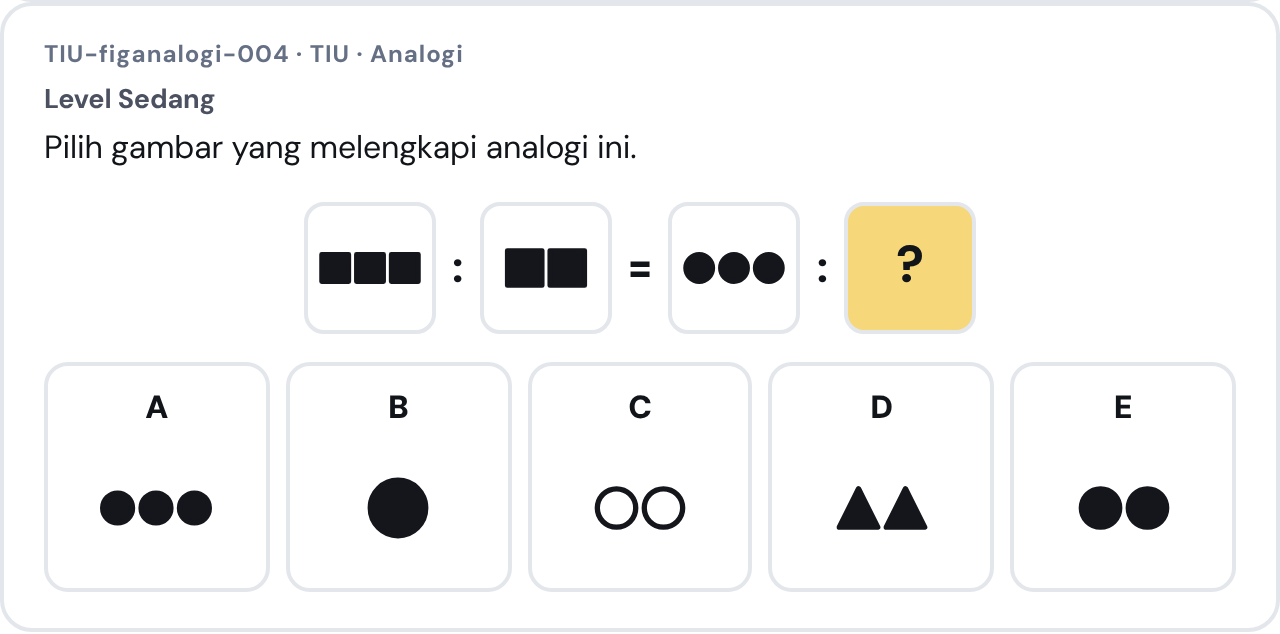 TIU-figanalogi-004 · TIU · Analogi
Level Sedang
Pilih gambar yang melengkapi analogi ini.
: = : ?
A B C D E